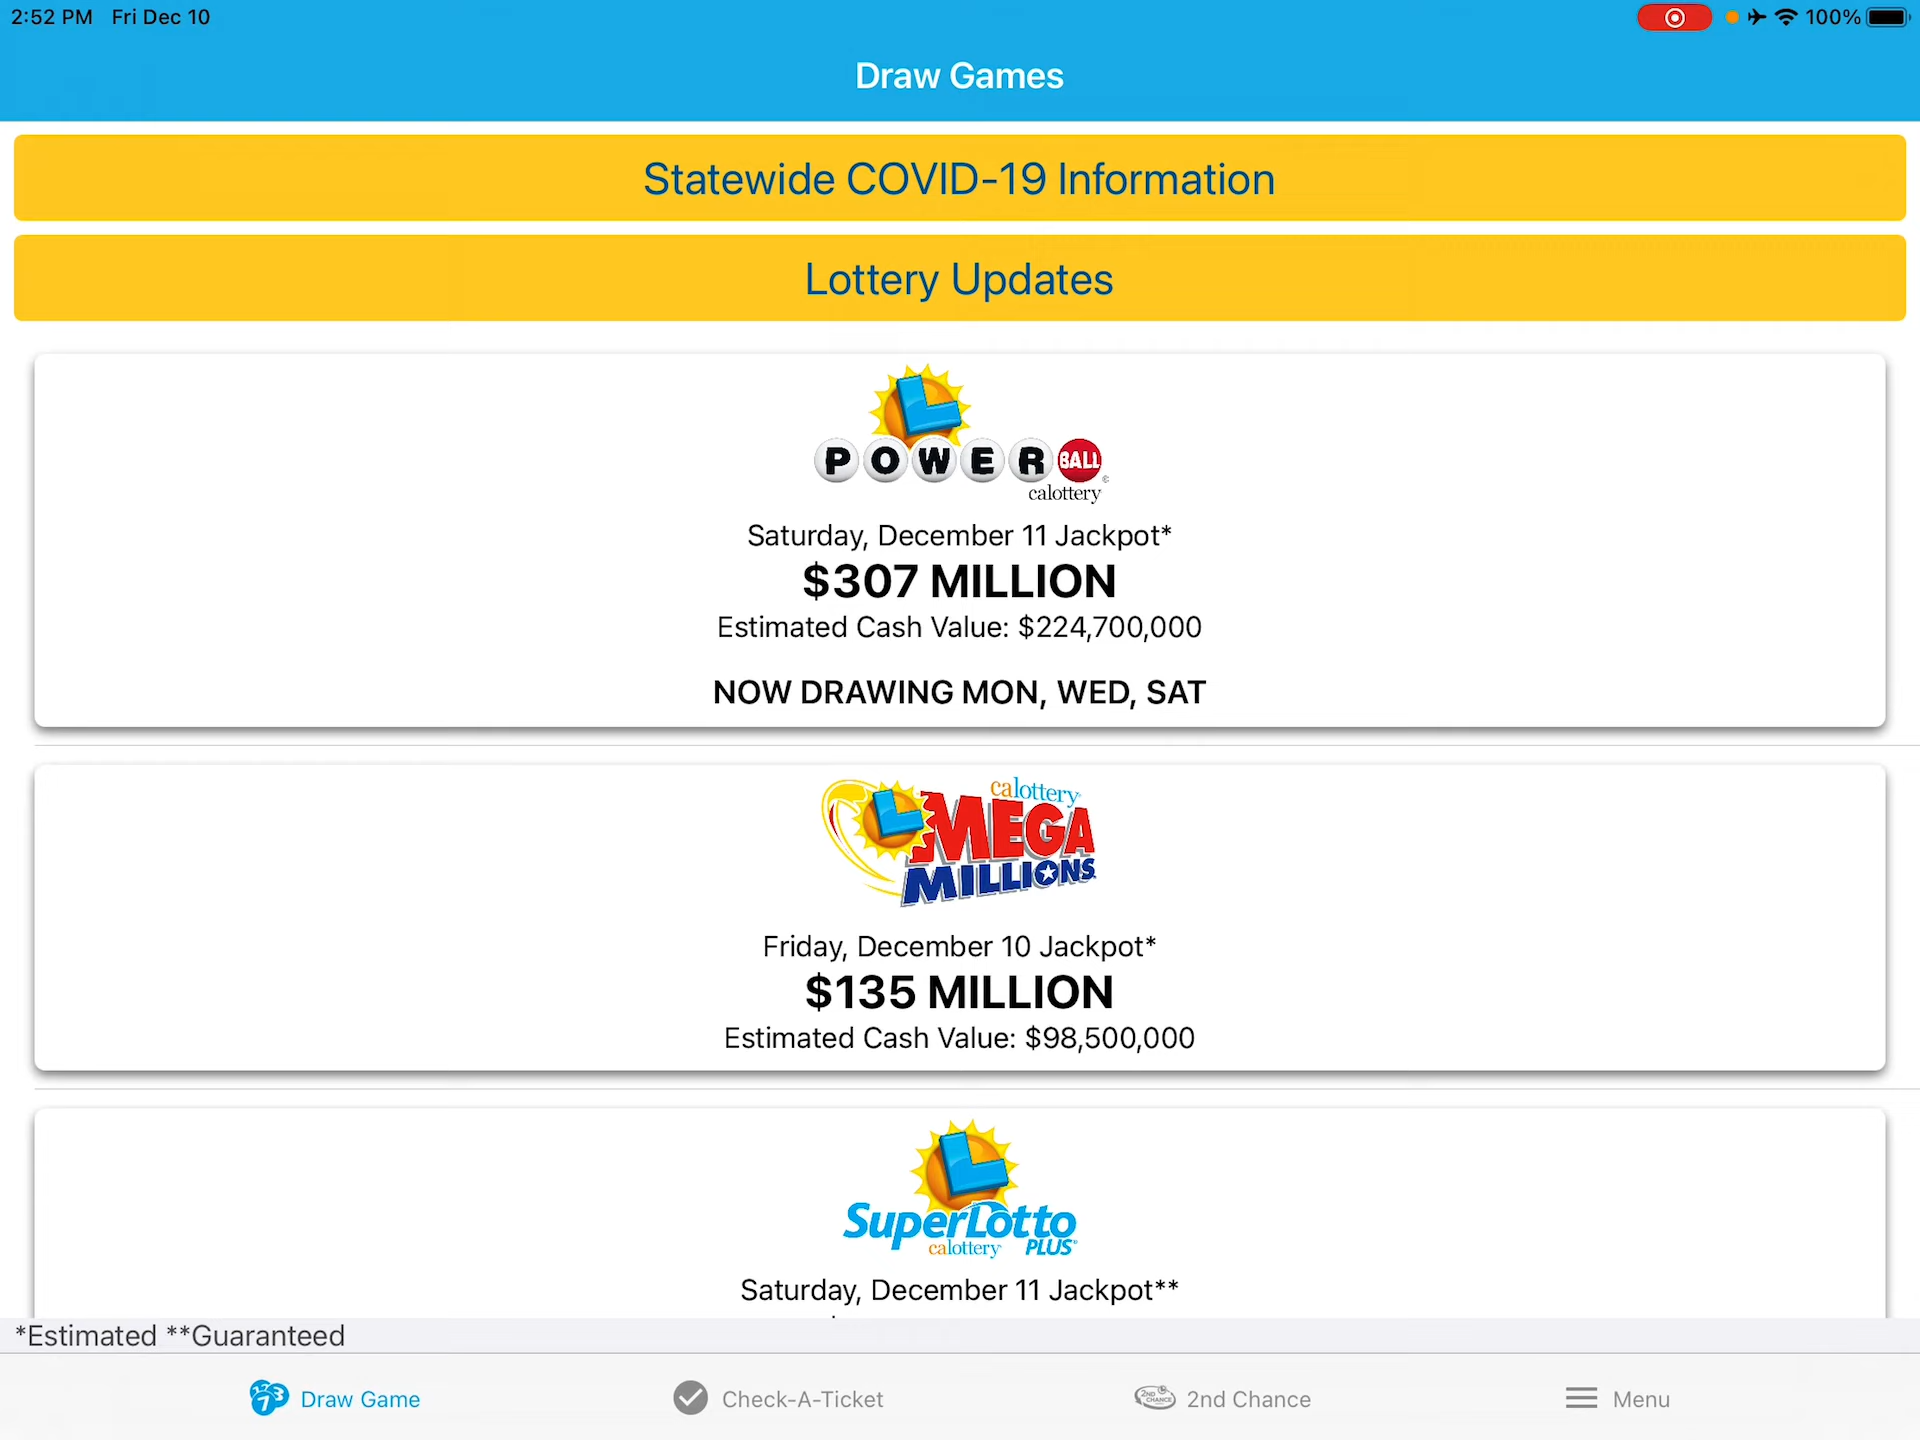 2:52 PM Fri Dec 10
100%
Draw Games
Statewide COVID-19 Information
Lottery Updates
POWER BALL
calottery
Saturday, December 11 Jackpot*
$307 MILLION
Estimated Cash Value: $224,700,000
NOW DRAWING MON, WED, SAT
calottery
MEGA
MILLIONS
Friday, December 10 Jackpot*
$135 MILLION
Estimated Cash Value: $98,500,000
SuperLotto
calottery PLUS
Saturday, December 11 Jackpot**
*Estimated **Guaranteed
Draw Game
Check-A-Ticket
2nd Chance
Menu